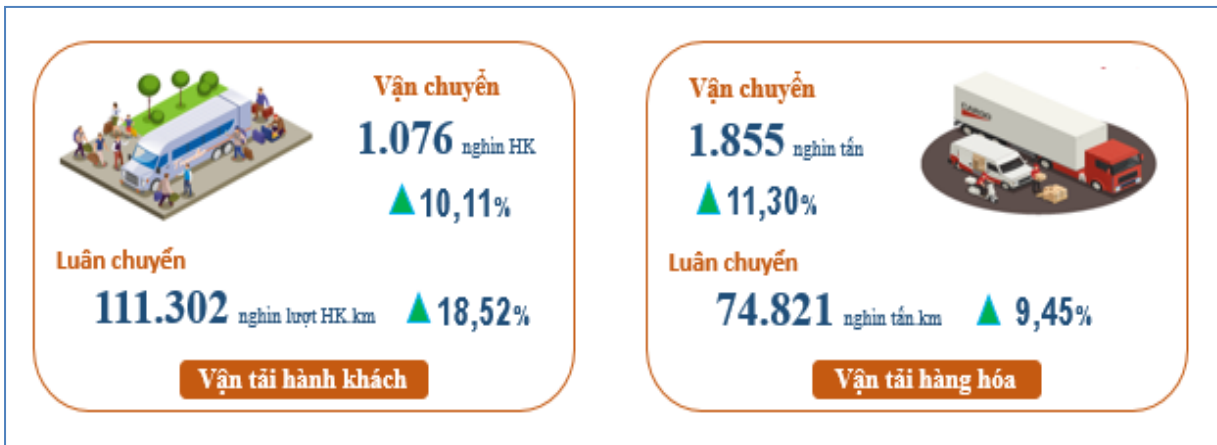 Vận chuyển
1.076 nghìn HK
10,11%
Luân chuyển
111.302 nghìn lượt HK.km 18,52%
Vận tải hành khách
Vận chuyển
1.855 nghìn tấn
CARGO
11,30%
Luân chuyển
74.821 nghìn tấn.km 9,45%
Vận tải hàng hóa